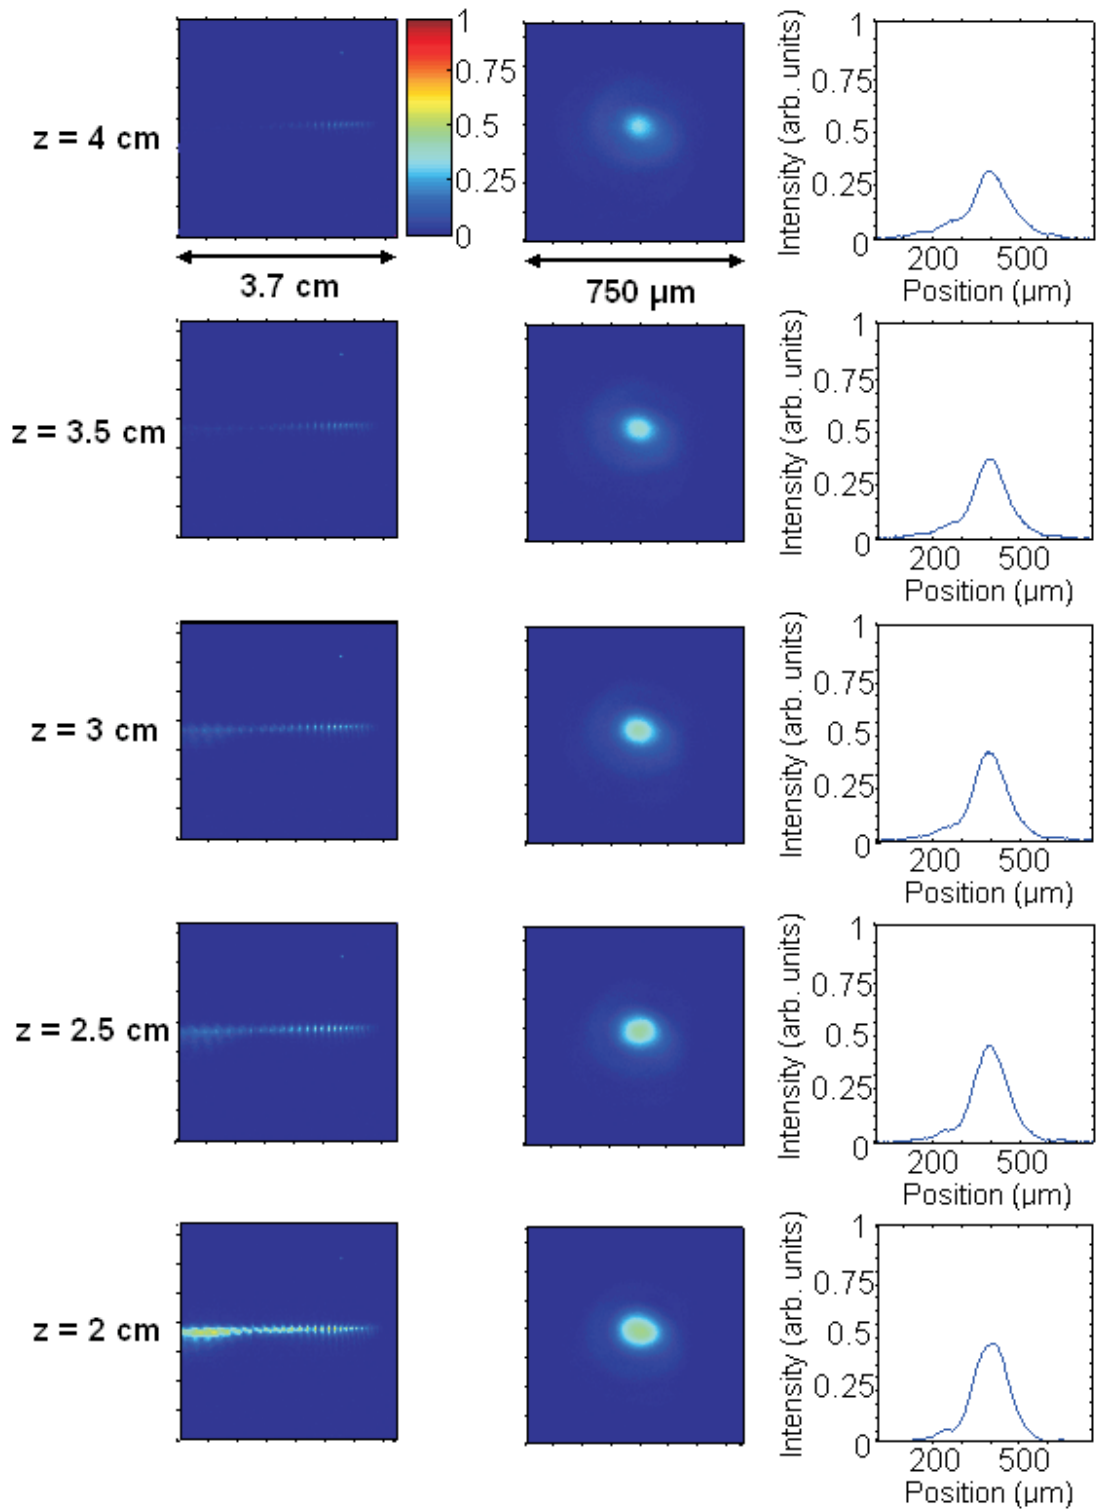 1
0.75
0.5
0.25
0
z = 4 cm
3.7 cm
750 µm
Intensity (arb. units)
1
0.75
0.5
0.25
0
200 500
Position (µm)
z = 3.5 cm
Intensity (arb. units)
1
0.75
0.5
0.25
0
200 500
Position (µm)
z = 3 cm
Intensity (arb. units)
1
0.75
0.5
0.25
0
200 500
Position (µm)
z = 2.5 cm
Intensity (arb. units)
1
0.75
0.5
0.25
0
200 500
Position (µm)
z = 2 cm
Intensity (arb. units)
1
0.75
0.5
0.25
0
200 500
Position (µm)